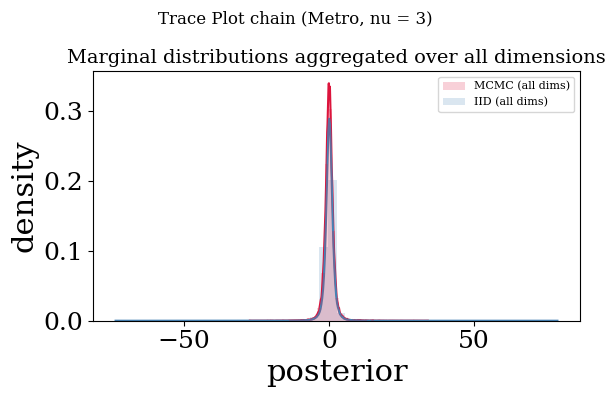 Trace Plot chain (Metro, nu = 3)
Marginal distributions aggregated over all dimensions
MCMC (all dims)
IID (all dims)
density
0.3
0.2
0.1
0.0
−50
0
50
posterior